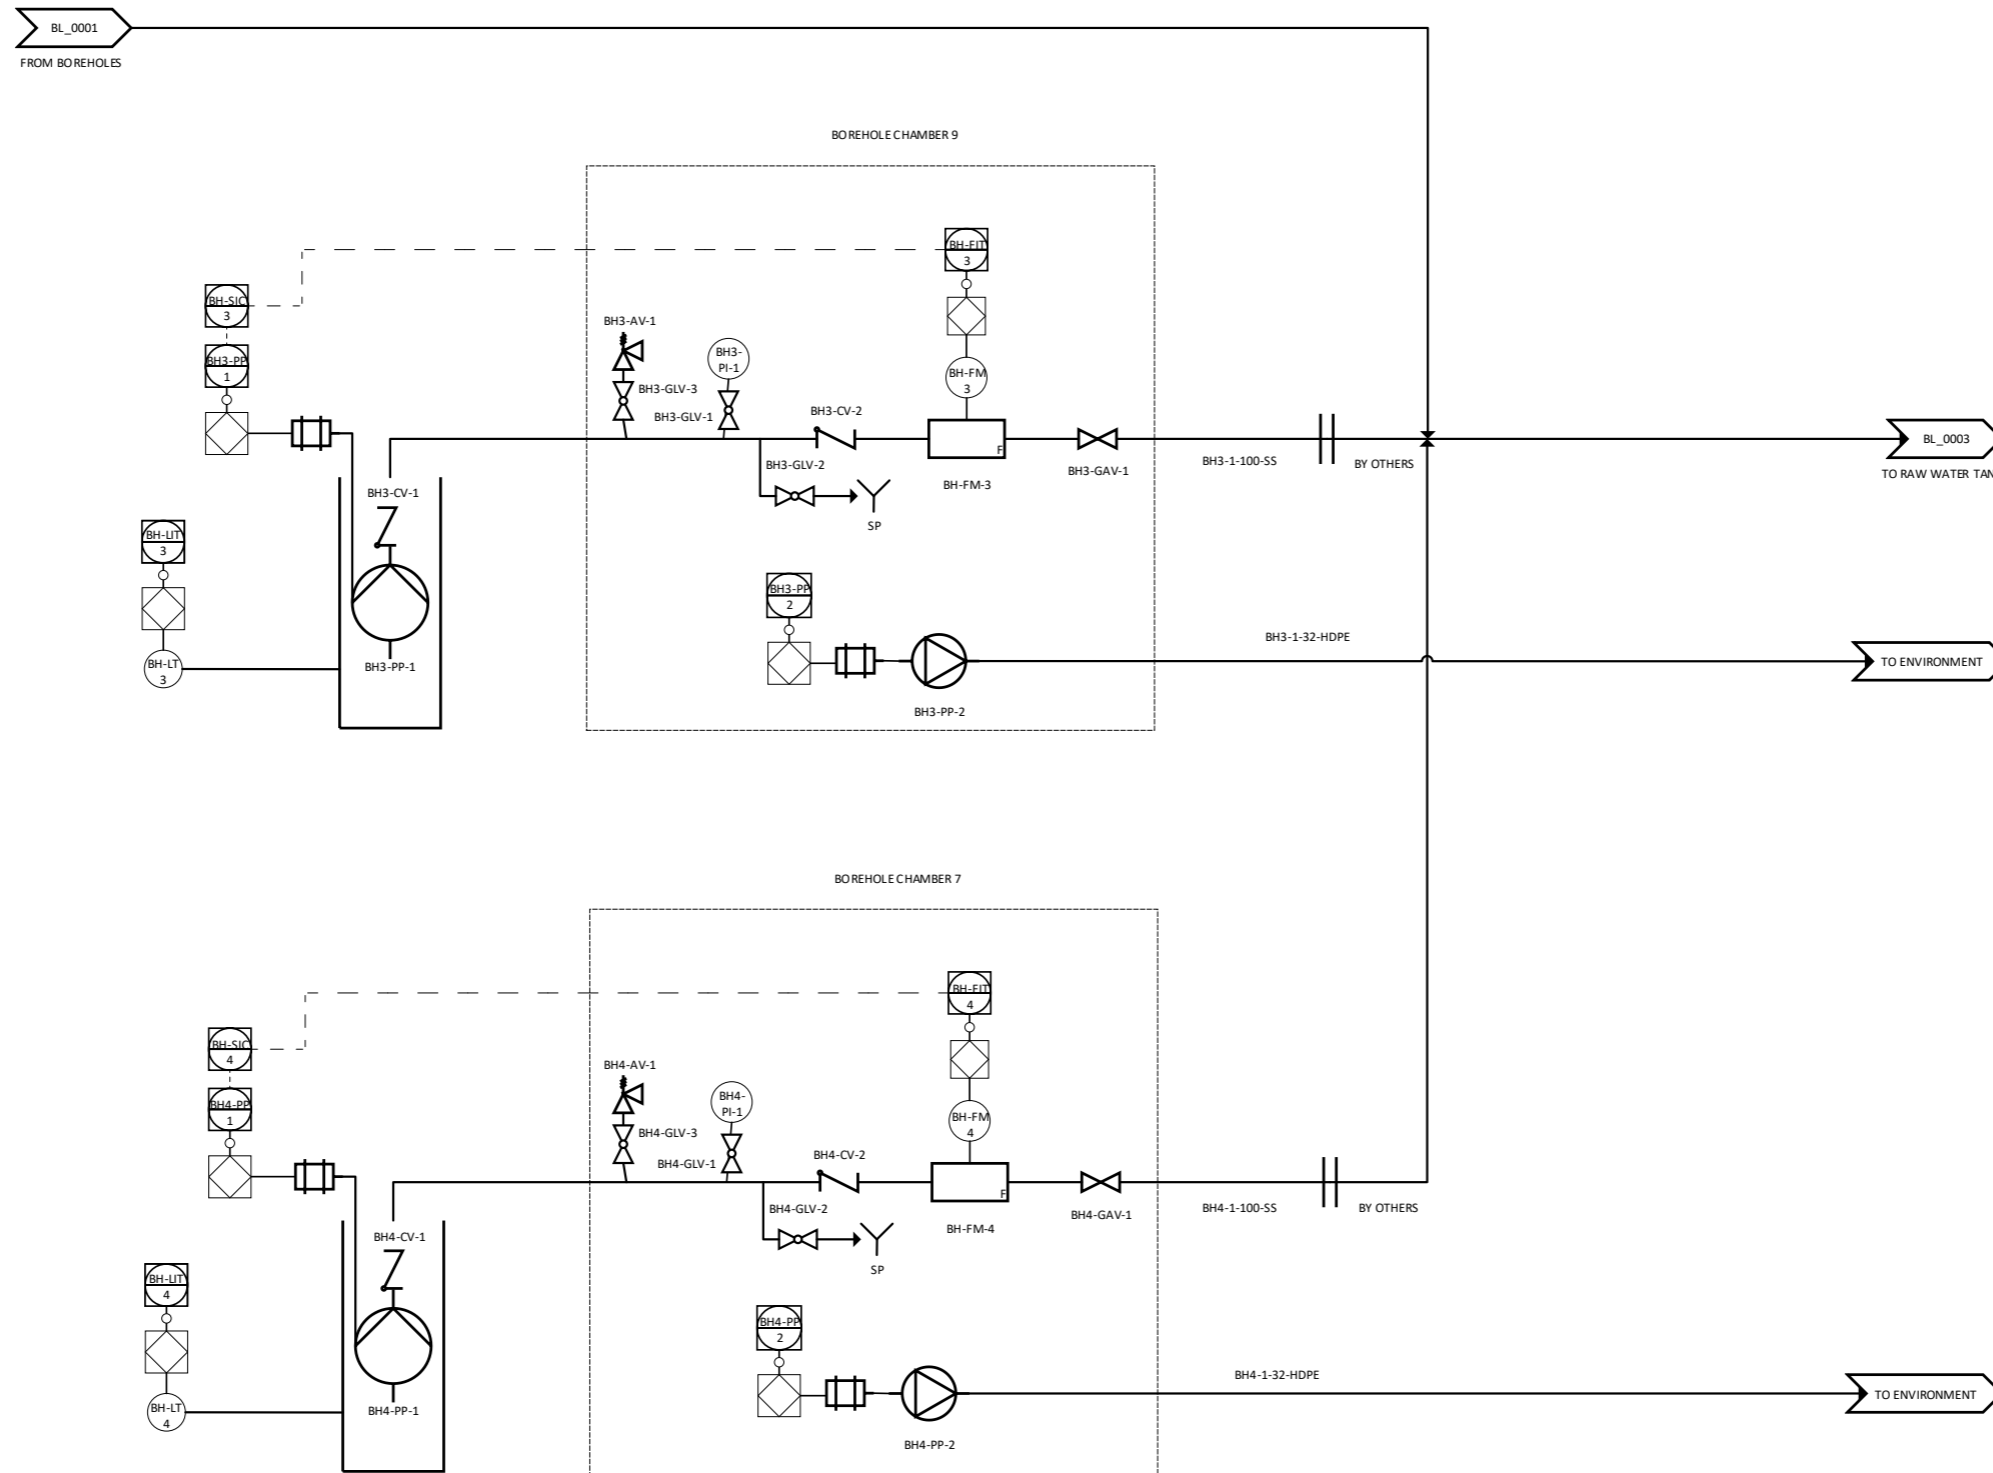 BL_0001
FROM BOREHOLES
BOREHOLE CHAMBER 9
BH-FIT
3
BH-SIC
3
BH3-AV-1
BH3-PP
1
BH3-
PI-1
BH-FM
3
BH3-GLV-3
BH3-GLV-1
BH3-CV-2
F
BH3-GLV-2
BH-FM-3
BH3-GAV-1
BH3-1-100-SS
BY OTHERS
BL_0003
TO RAW WATER TAN
SP
BH3-CV-1
BH-LIT
3
BH3-PP
2
BH-LT
3
BH3-PP-1
BH3-1-32-HDPE
TO ENVIRONMENT
BH3-PP-2
BOREHOLE CHAMBER 7
BH-FIT
4
BH-SIC
4
BH4-AV-1
BH4-PP
1
BH4-
PI-1
BH-FM
4
BH4-GLV-3
BH4-GLV-1
BH4-CV-2
F
BH4-GLV-2
BH-FM-4
BH4-GAV-1
BH4-1-100-SS
BY OTHERS
SP
BH4-CV-1
BH-LIT
4
BH4-PP
2
BH-LT
4
BH4-PP-1
BH4-1-32-HDPE
TO ENVIRONMENT
BH4-PP-2